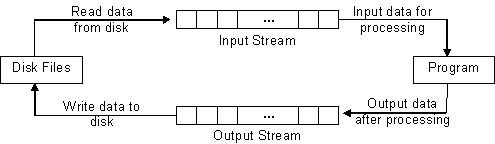 Read data
from disk
...
Input data for
processing
Input Stream
Disk Files
Program
Write data to
disk
...
Output data
after processing
Output Stream